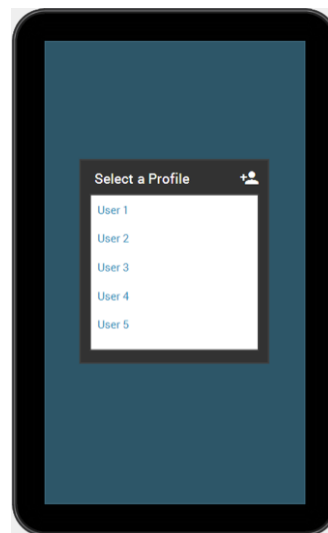 Select a Profile
User 1
User 2
User 3
User 4
User 5